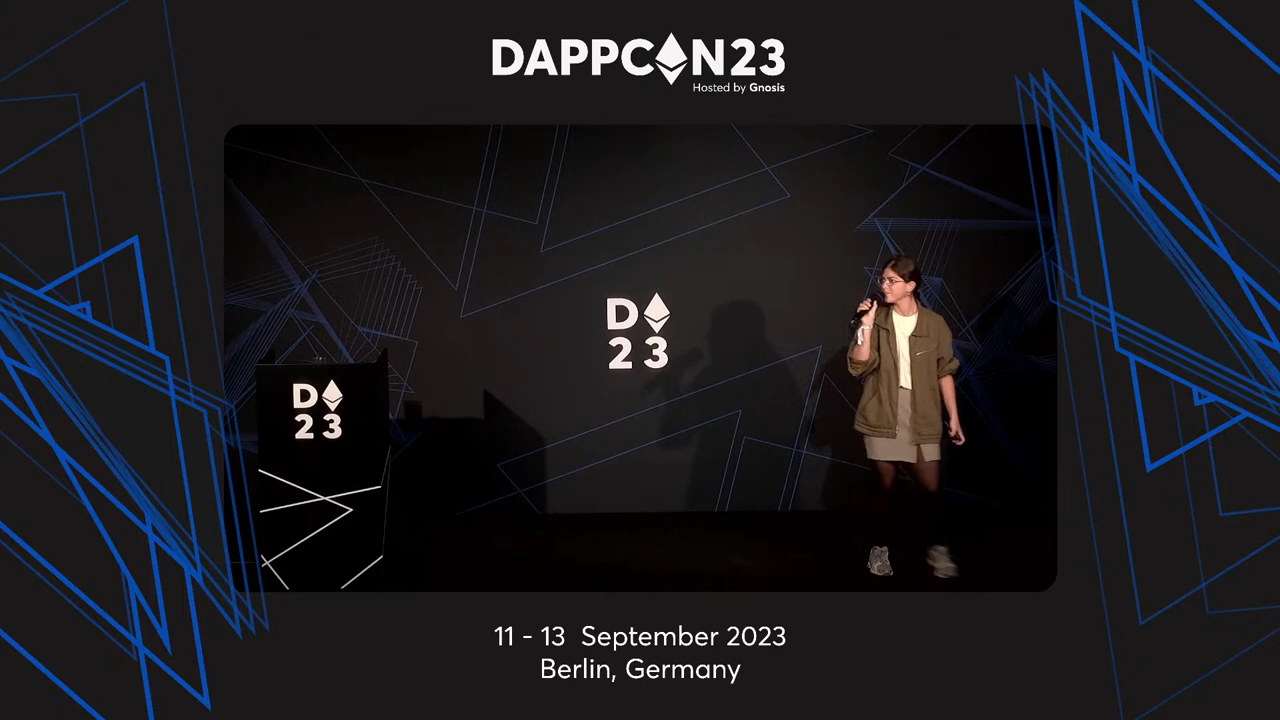 DAPPCON23
Hosted by Gnosis
D
23
D
23
11 - 13 September 2023
Berlin, Germany